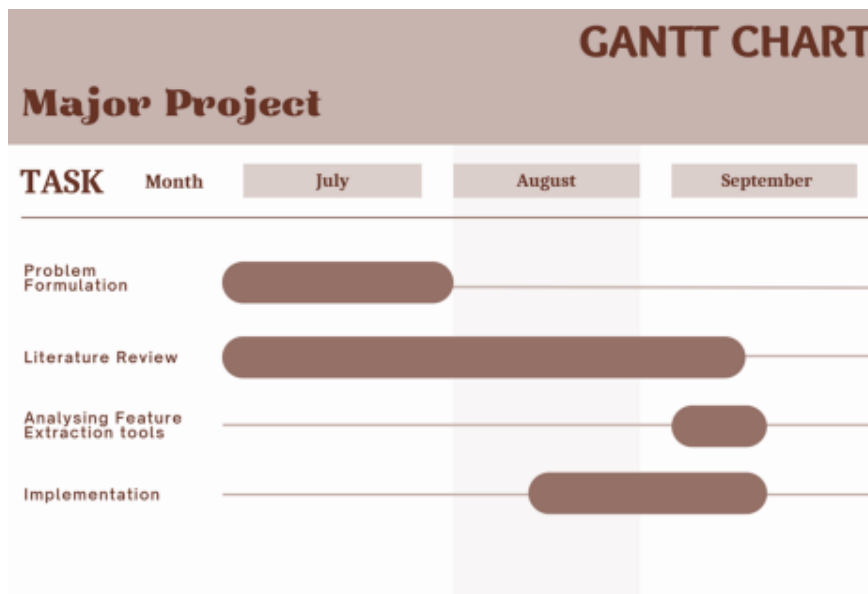 GANTT CHART
Major Project
TASK Month July August September
Problem
Formulation
Literature Review
Analysing Feature
Extraction tools
Implementation